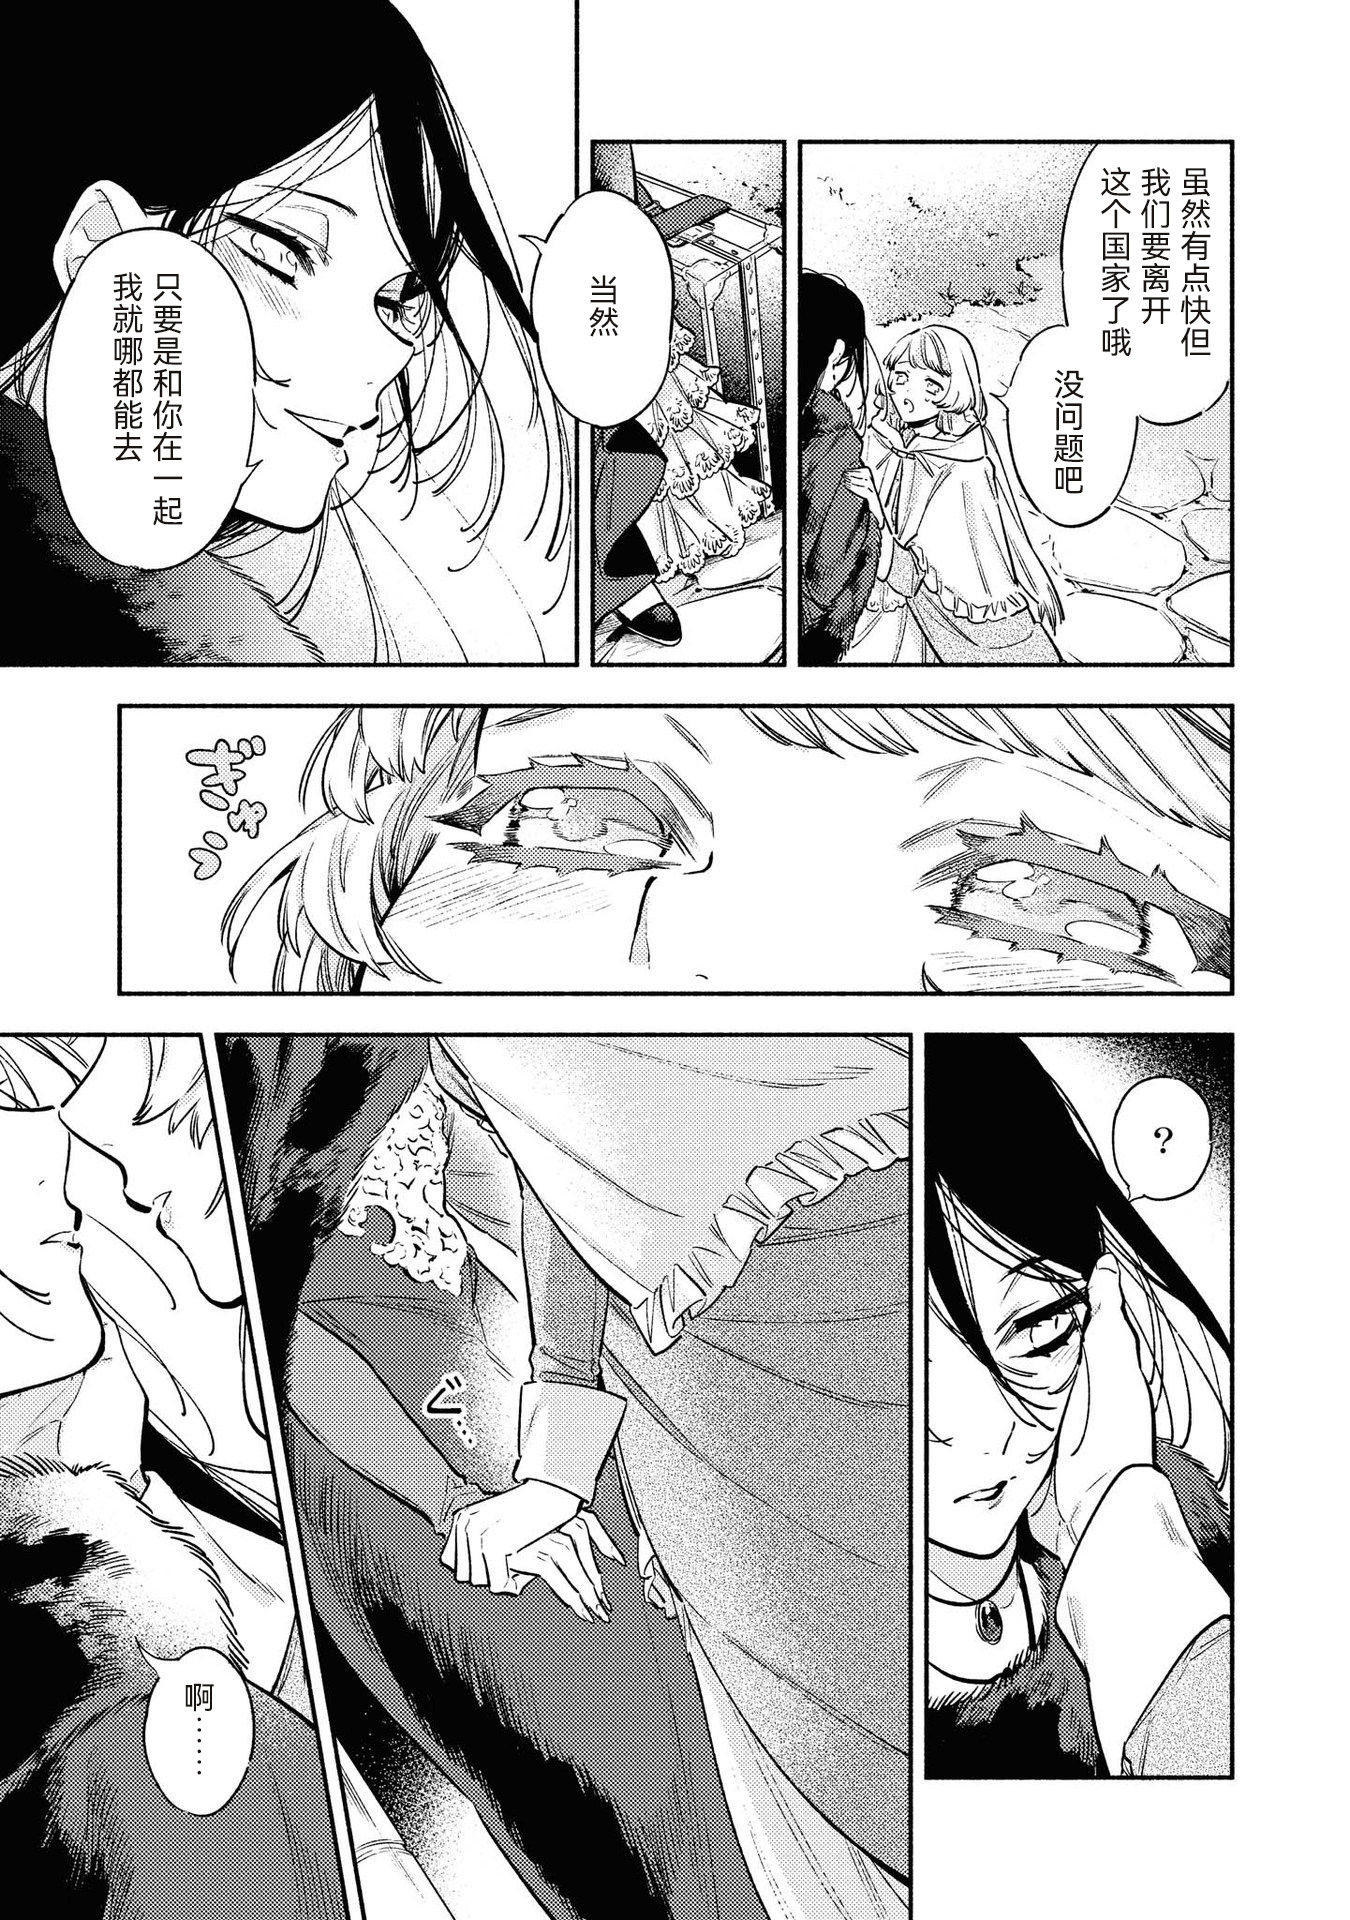 虽然有点快但
我们要离开
这个国家了哦
没问题吧
当然
只要是和你在一起
我就哪都能去
ぎゅう
?
ぐ…
啊……